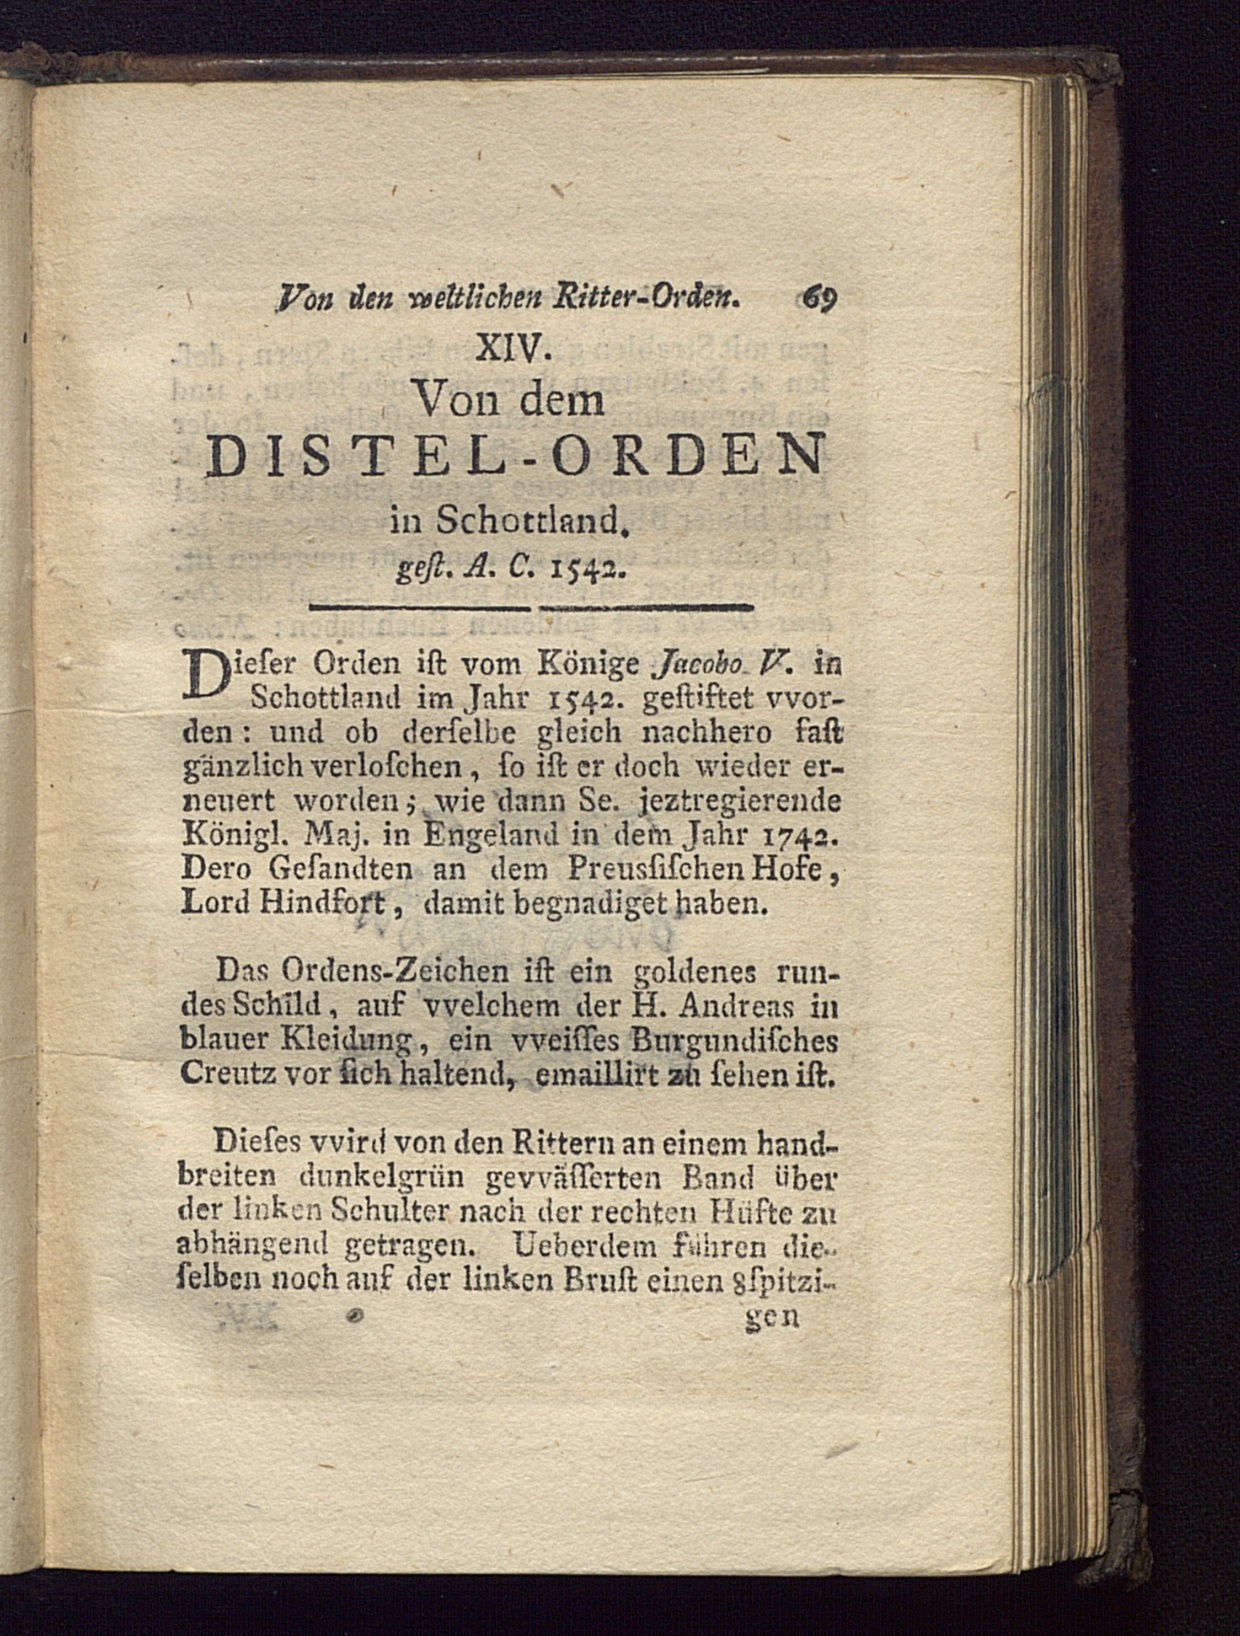 Von den weltlichen Ritter-Orden. 69
XIV.
Von dem
DISTEL-ORDEN
in Schottland.
geſt. A. C. 1542.
Dieſer Orden iſt vom Könige Jacobo V. in
Schottland im Jahr 1542. geſtiftet vvor-
den : und ob derſelbe gleich nachhero faſt
gänzlich verloſchen, ſo iſt er doch wieder er-
neuert worden; wie dann Se. jeztregierende
Königl. Maj. in Engeland in dem Jahr 1742.
Dero Geſandten an dem Preusſiſchen Hofe,
Lord Hindfort, damit begnadiget haben.
Das Ordens-Zeichen iſt ein goldenes run-
des Schild, auf vvelchem der H. Andreas in
blauer Kleidung, ein vveiſſes Burgundiſches
Creutz vor ſich haltend, emaillirt zu ſehen iſt.
Dieſes vvird von den Rittern an einem hand-
breiten dunkelgrün gevväſſerten Band über
der linken Schulter nach der rechten Hüfte zu
abhängend getragen. Ueberdem führen die-
ſelben noch auf der linken Bruſt einen 8ſpitzi-
gen